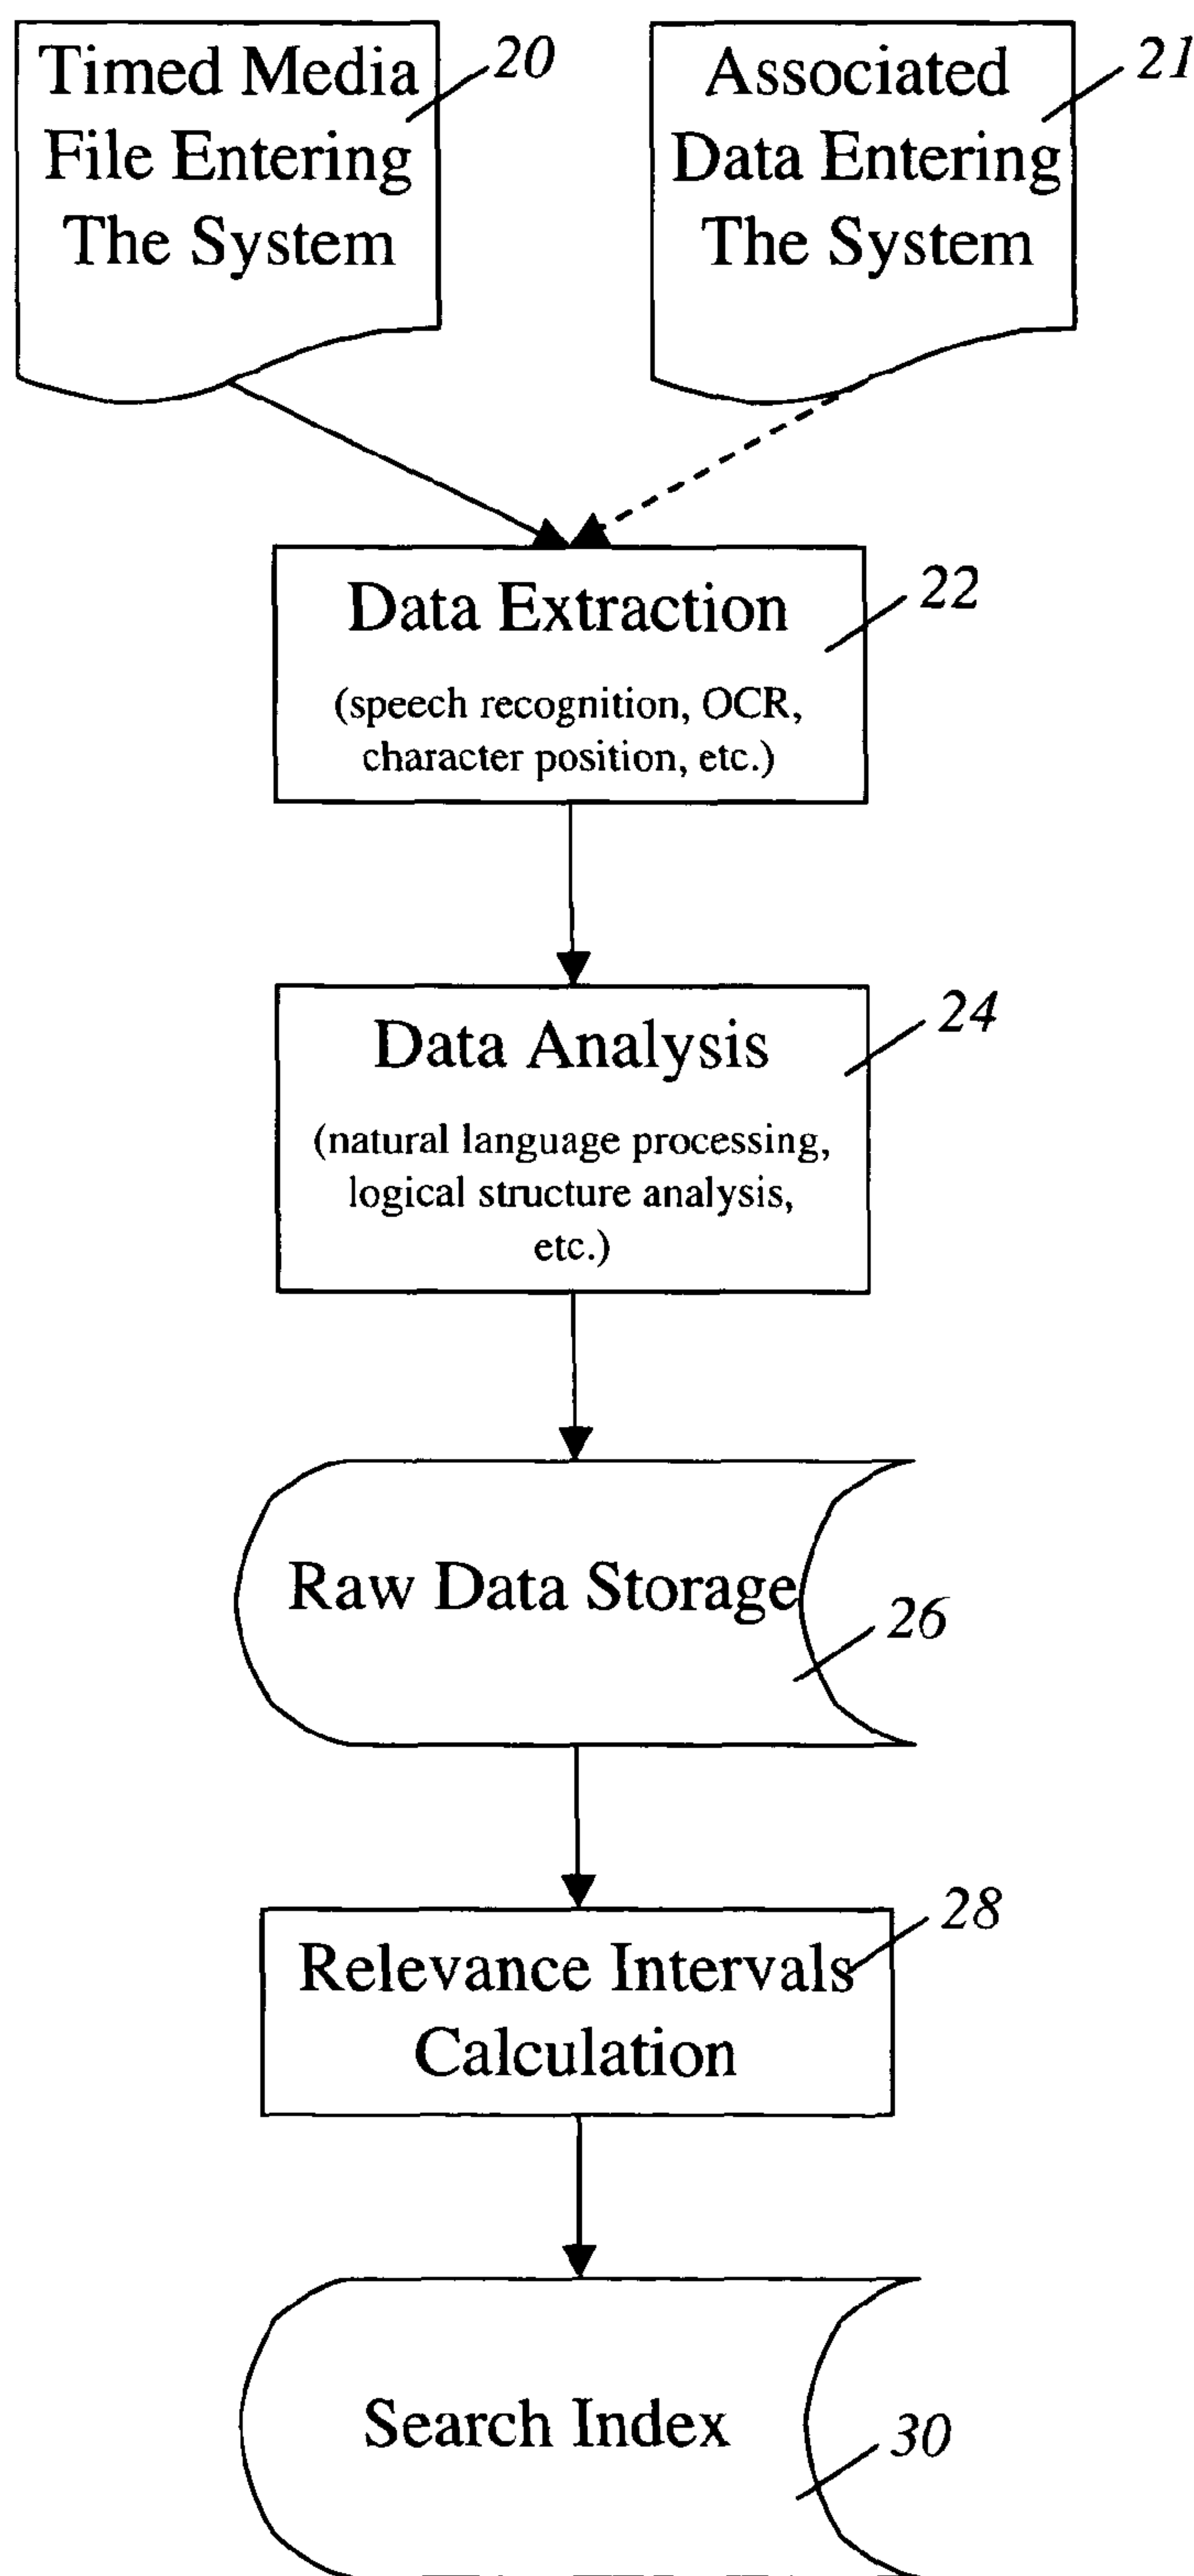 Timed Media
File Entering
The System
20
Associated
Data Entering
The System
21
Data Extraction
(speech recognition, OCR,
character position, etc.)
22
Data Analysis
(natural language processing,
logical structure analysis,
etc.)
24
Raw Data Storage
26
Relevance Intervals
Calculation
28
Search Index
30